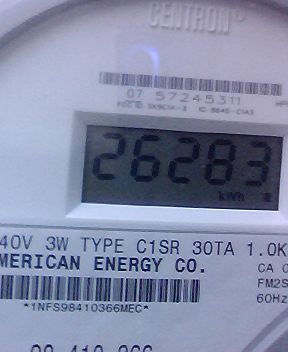 CENTRON®
07 57245311
26283
kWh
40V 3W TYPE C1SR 30TA 1.0K
MERICAN ENERGY CO.
CA 0
FM2S
60Hz
*1NFS98410366MEC*